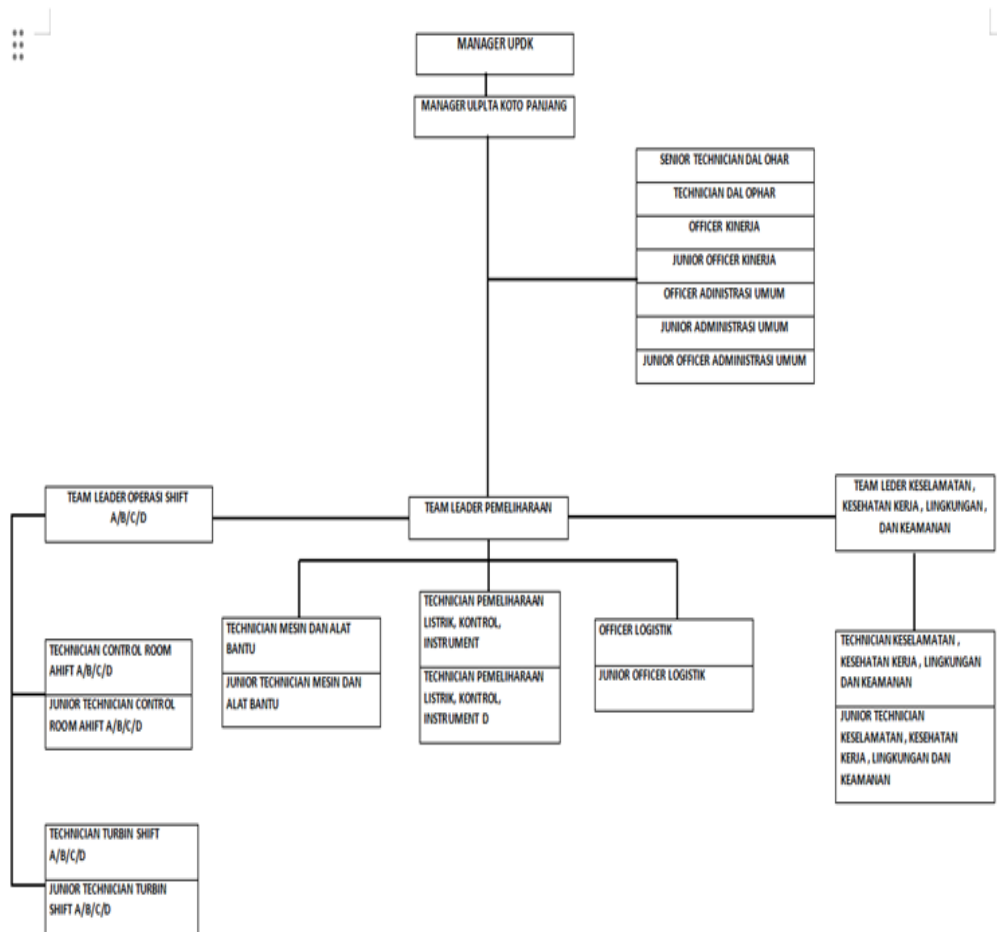 MANAGER UPDK
MANAGER ULPLTA KOTO PANJANG
SENIOR TECHNICIAN DAL OHAR
TECHNICIAN DAL OPHAR
OFFICER KINERJA
JUNIOR OFFICER KINERJA
OFFICER ADINISTRASI UMUM
JUNIOR ADMINISTRASI UMUM
JUNIOR OFFICER ADMINISTRASI UMUM
TEAM LEADER OPERASI SHIFT
A/B/C/D
TEAM LEADER PEMELIHARAAN
TEAM LEDER KESELAMATAN ,
KESEHATAN KERJA , LINGKUNGAN ,
DAN KEAMANAN
TECHNICIAN CONTROL ROOM
AHIFT A/B/C/D
JUNIOR TECHNICIAN CONTROL
ROOM AHIFT A/B/C/D
TECHNICIAN MESIN DAN ALAT
BANTU
JUNIOR TECHNICIAN MESIN DAN
ALAT BANTU
TECHNICIAN PEMELIHARAAN
LISTRIK, KONTROL,
INSTRUMENT
TECHNICIAN PEMELIHARAAN
LISTRIK, KONTROL,
INSTRUMENT D
OFFICER LOGISTIK
JUNIOR OFFICER LOGISTIK
TECHNICIAN KESELAMATAN ,
KESEHATAN KERJA , LINGKUNGAN
DAN KEAMANAN
JUNIOR TECHNICIAN
KESELAMATAN , KESEHATAN
KERJA , LINGKUNGAN DAN
KEAMANAN
TECHNICIAN TURBIN SHIFT
A/B/C/D
JUNIOR TECHNICIAN TURBIN
SHIFT A/B/C/D